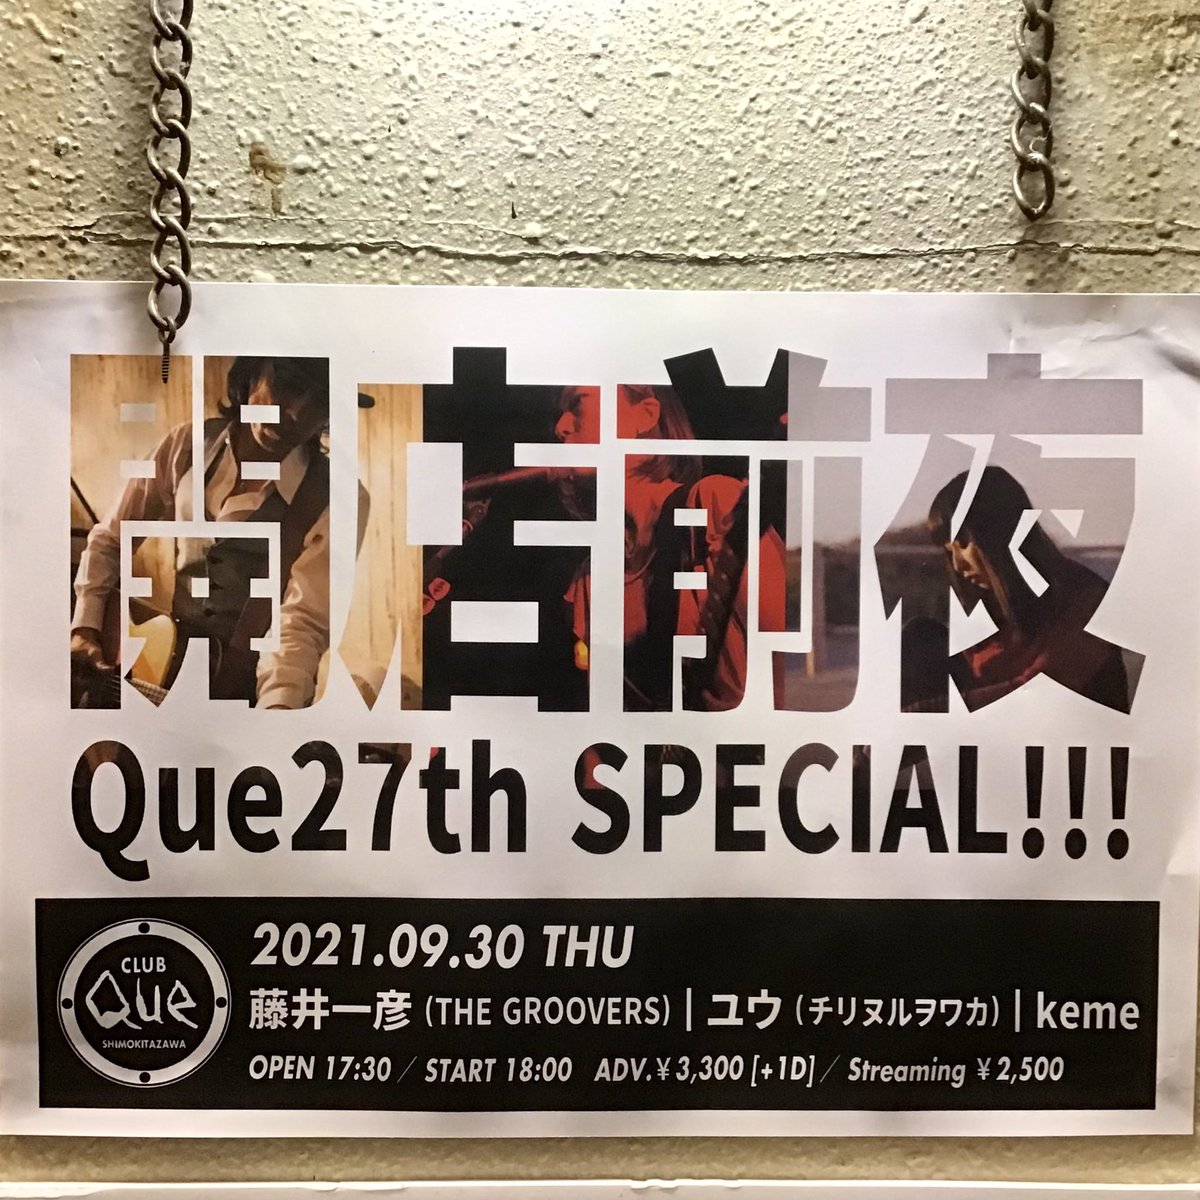 開店前夜
Que27th SPECIAL!!!
CLUB
Que
SHIMOKITAZAWA
2021.09.30 THU
藤井一彦 (THE GROOVERS) | ユウ (チリヌルヲワカ) | keme
OPEN 17:30 / START 18:00 ADV.¥3,300 [+1D] / Streaming ¥2,500